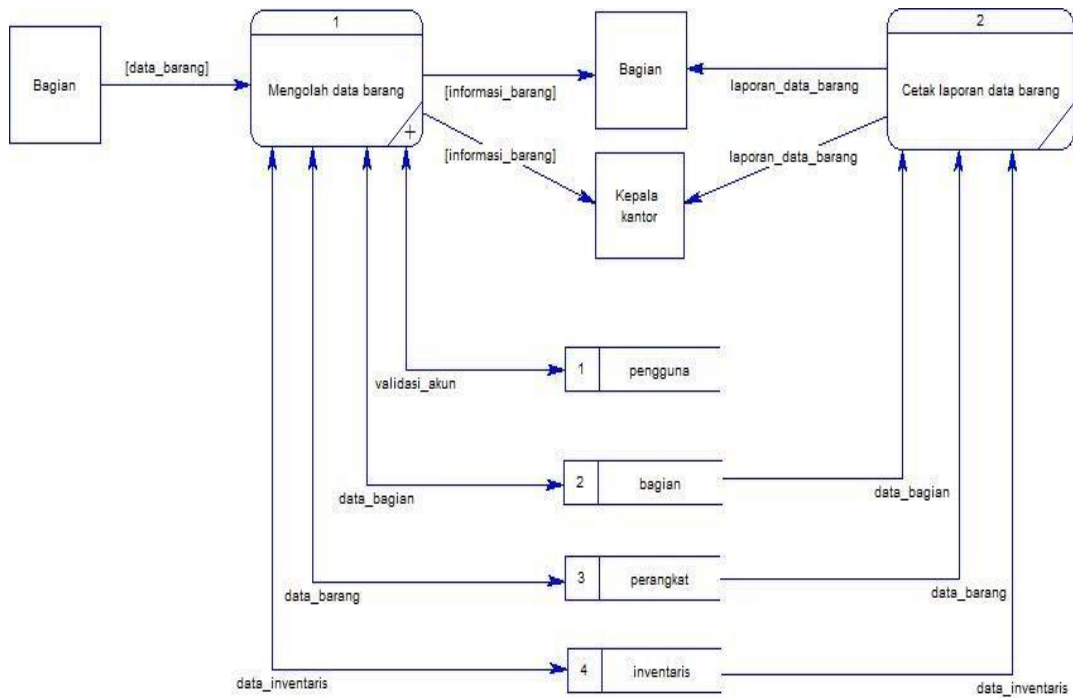 1
2
Bagian
[data_barang]
Mengolah data barang
[informasi_barang]
Bagian
laporan_data_barang
Cetak laporan data barang
+
[informasi_barang]
laporan_data_barang
Kepala
kantor
1
pengguna
validasi_akun
2
bagian
data_bagian
data_bagian
3
perangkat
data_barang
data_barang
4
inventaris
data_inventaris
data_inventaris